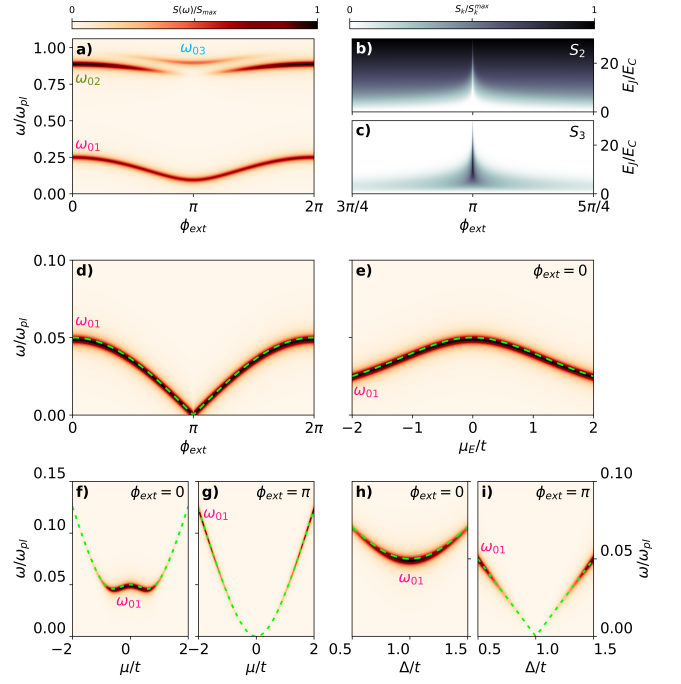 S(ω)/Smax
0 1
Sk/Skmax
0 1
a)
ω03
ω02
ω01
1.00
0.75
0.50
0.25
0.00
ω/ωpl
0 π 2π
ϕext
b) S2
20
0
EJ/EC
c) S3
20
0
EJ/EC
3π/4 π 5π/4
ϕext
d)
ω01
0.10
0.05
0.00
ω/ωpl
0 π 2π
ϕext
e) ϕext = 0
ω01
−2 −1 0 1 2
μE/t
f) ϕext = 0
ω01
0.15
0.10
0.05
0.00
ω/ωpl
−2 0 2
μ/t
g) ϕext = π
ω01
0 2
μ/t
h) ϕext = 0
ω01
0.5 1.0 1.5
Δ/t
i) ϕext = π
ω01
0.10
0.05
0.00
ω/ωpl
0.5 1.0 1.5
Δ/t